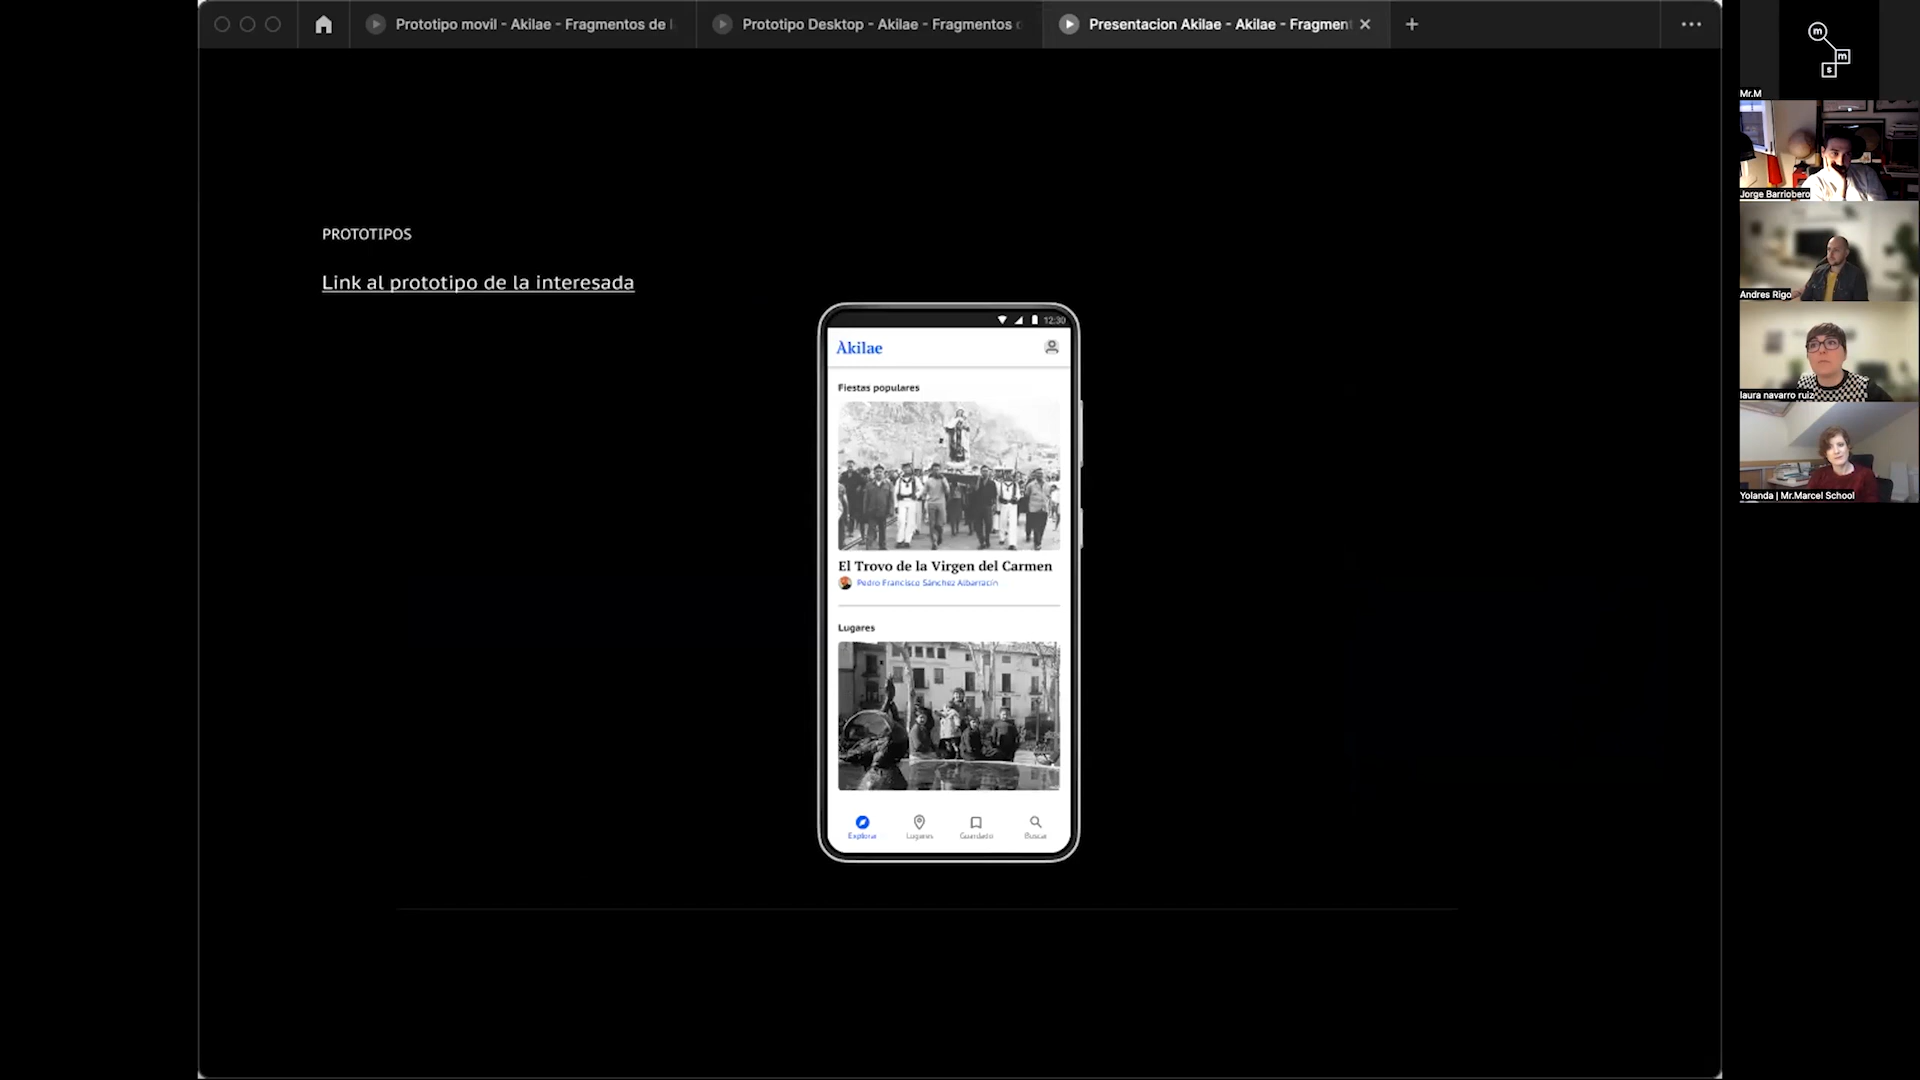 Prototipo movil - Akilae - Fragmentos de l
Prototipo Desktop - Akilae - Fragmentos d
Presentacion Akilae - Akilae - Fragment
PROTOTIPOS
Link al prototipo de la interesada
12:30
Akilae
Fiestas populares
El Trovo de la Virgen del Carmen
Pedro Francisco Sánchez Albarracín
Lugares
Explorar
Lugares
Guardado
Buscar
m
m
s
Mr.M
Jorge Barriobero
Andres Rigo
laura navarro ruiz
Yolanda | Mr.Marcel School